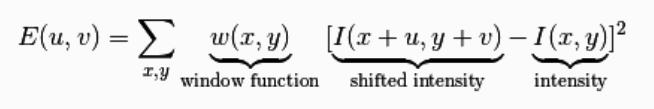 E(u, v) = ∑x,y w(x, y) [I(x + u, y + v) − I(x, y)]²
window function shifted intensity intensity